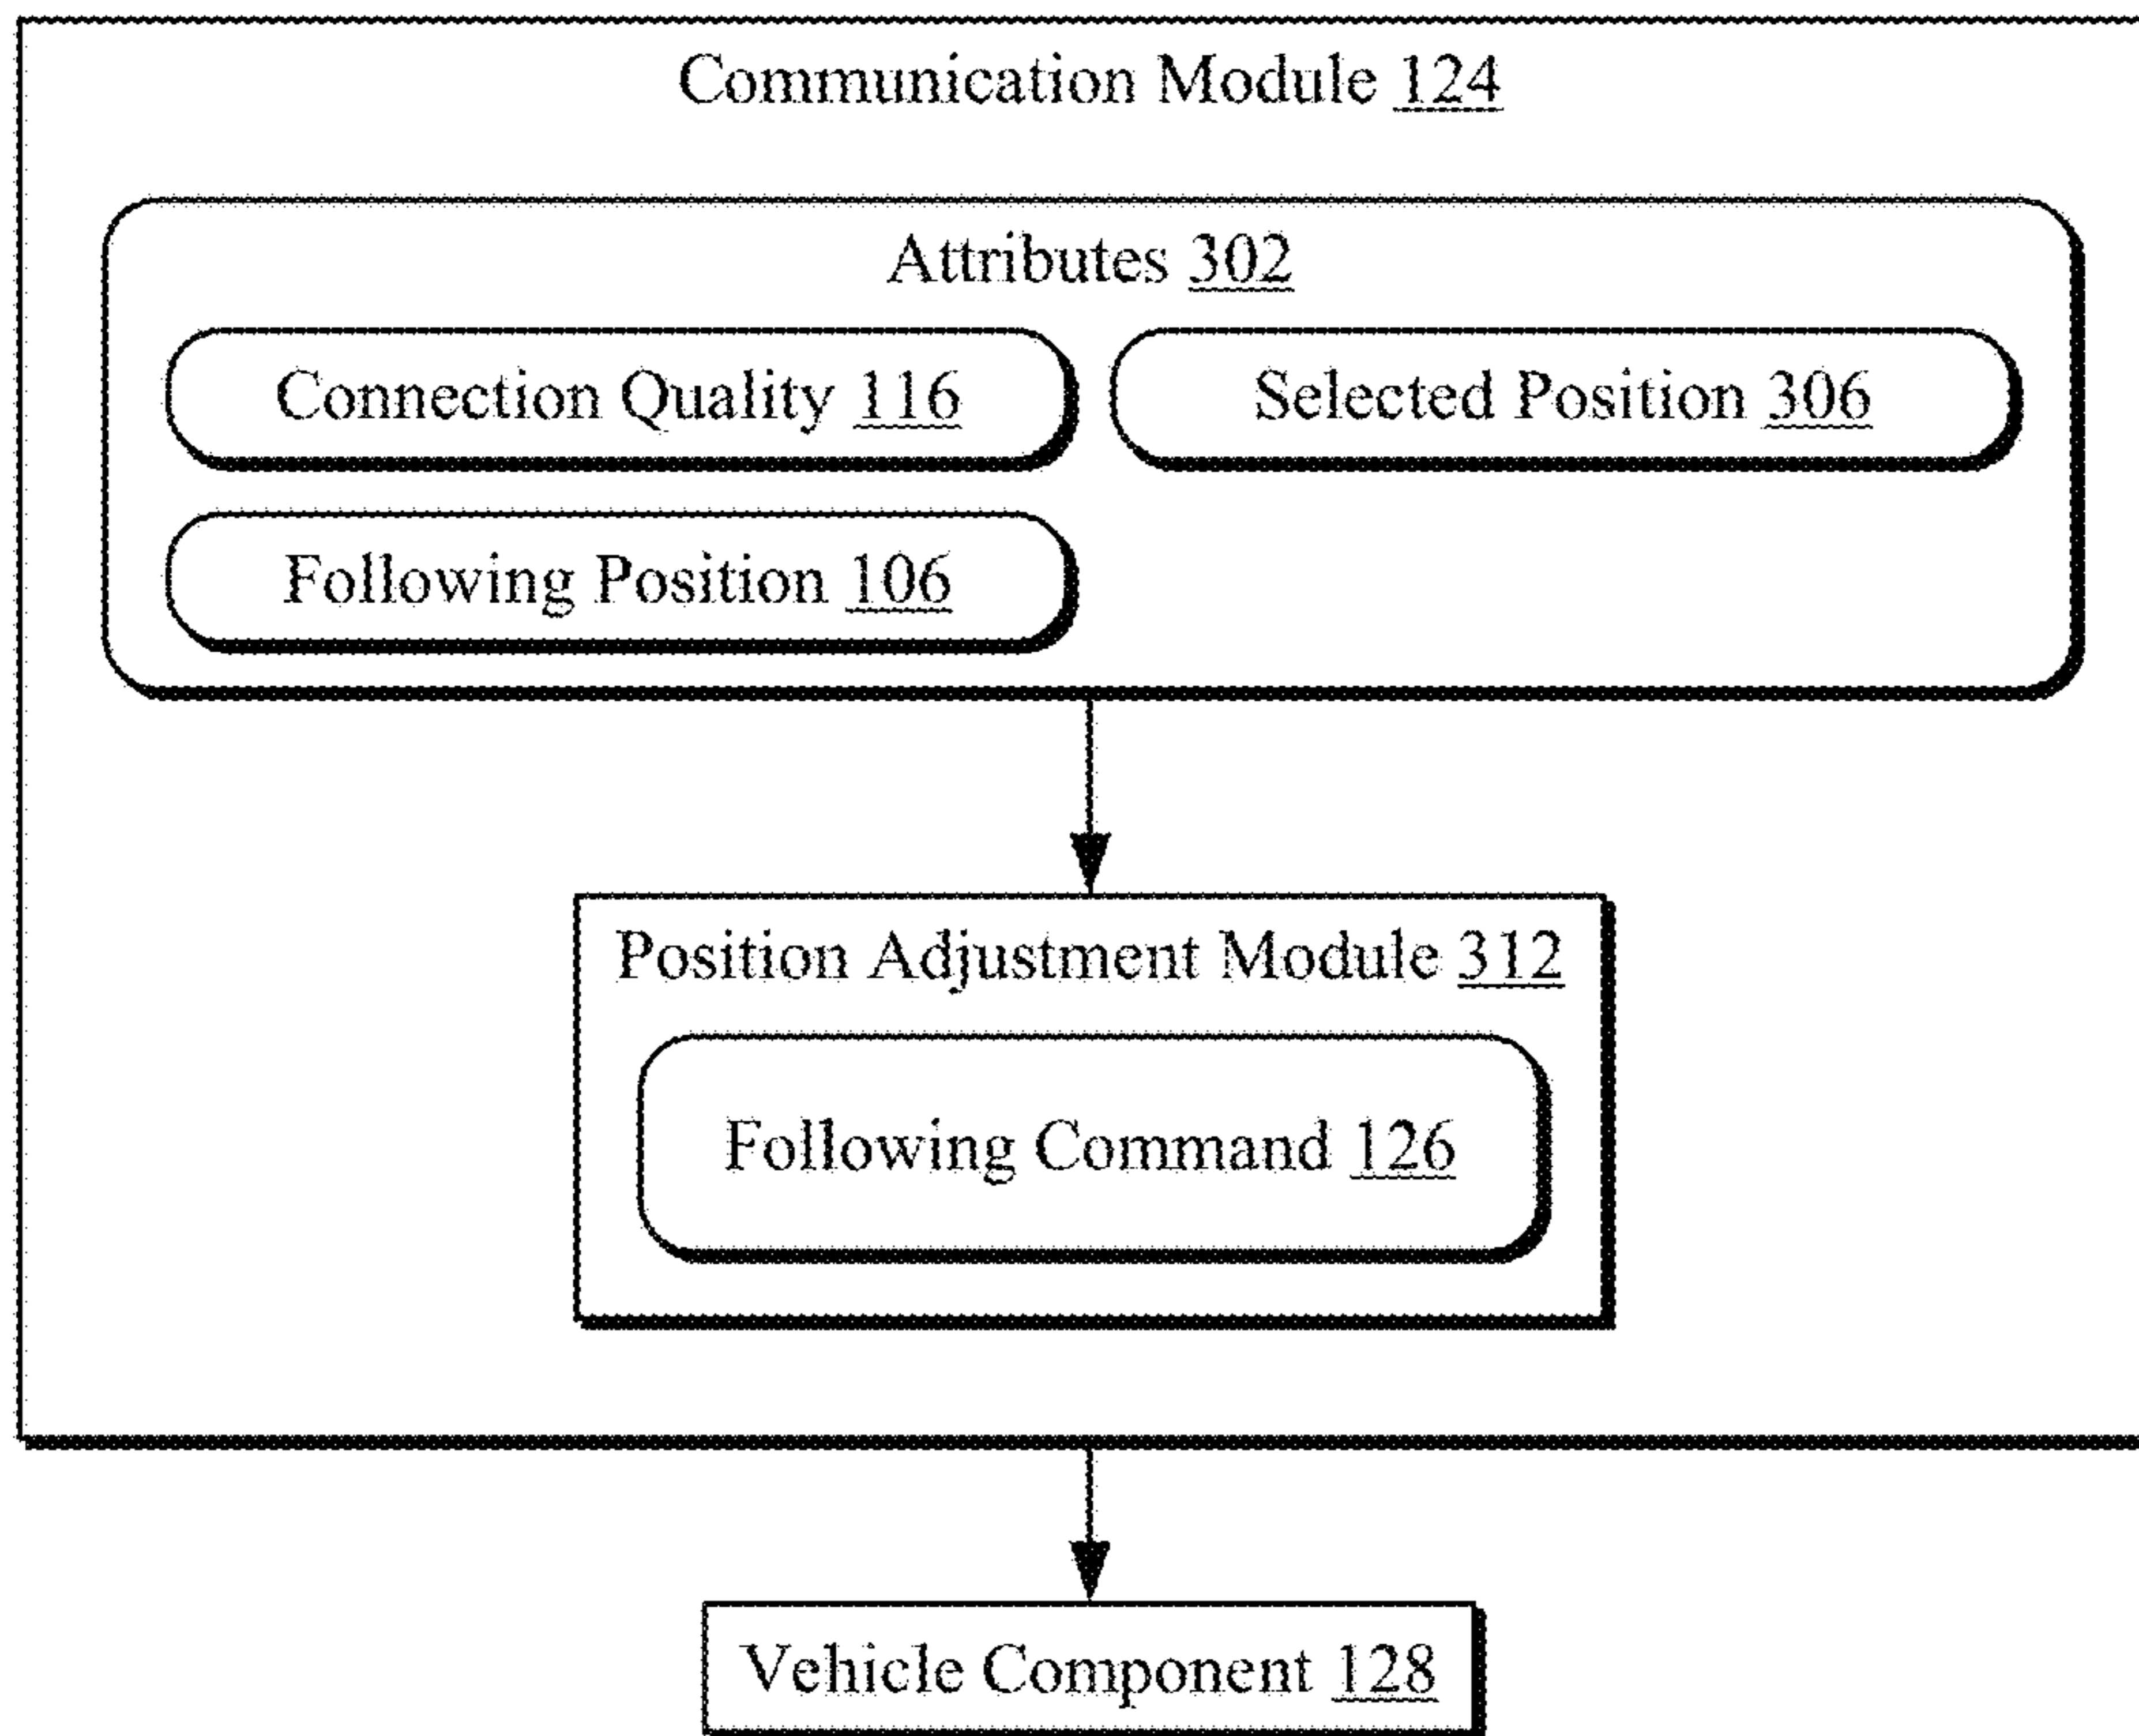 Communication Module 124
Attributes 302
Connection Quality 116
Selected Position 306
Following Position 106
Position Adjustment Module 312
Following Command 126
Vehicle Component 128